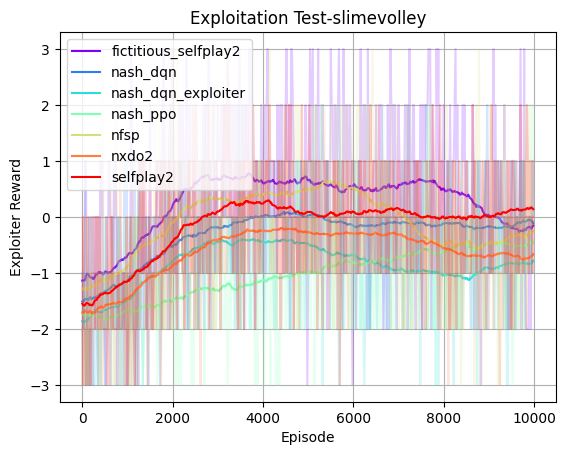 Exploitation Test-slimevolley
fictitious_selfplay2
nash_dqn
nash_dqn_exploiter
nash_ppo
nfsp
nxdo2
selfplay2
Exploiter Reward
3
2
1
0
−1
−2
−3
0 2000 4000 6000 8000 10000
Episode